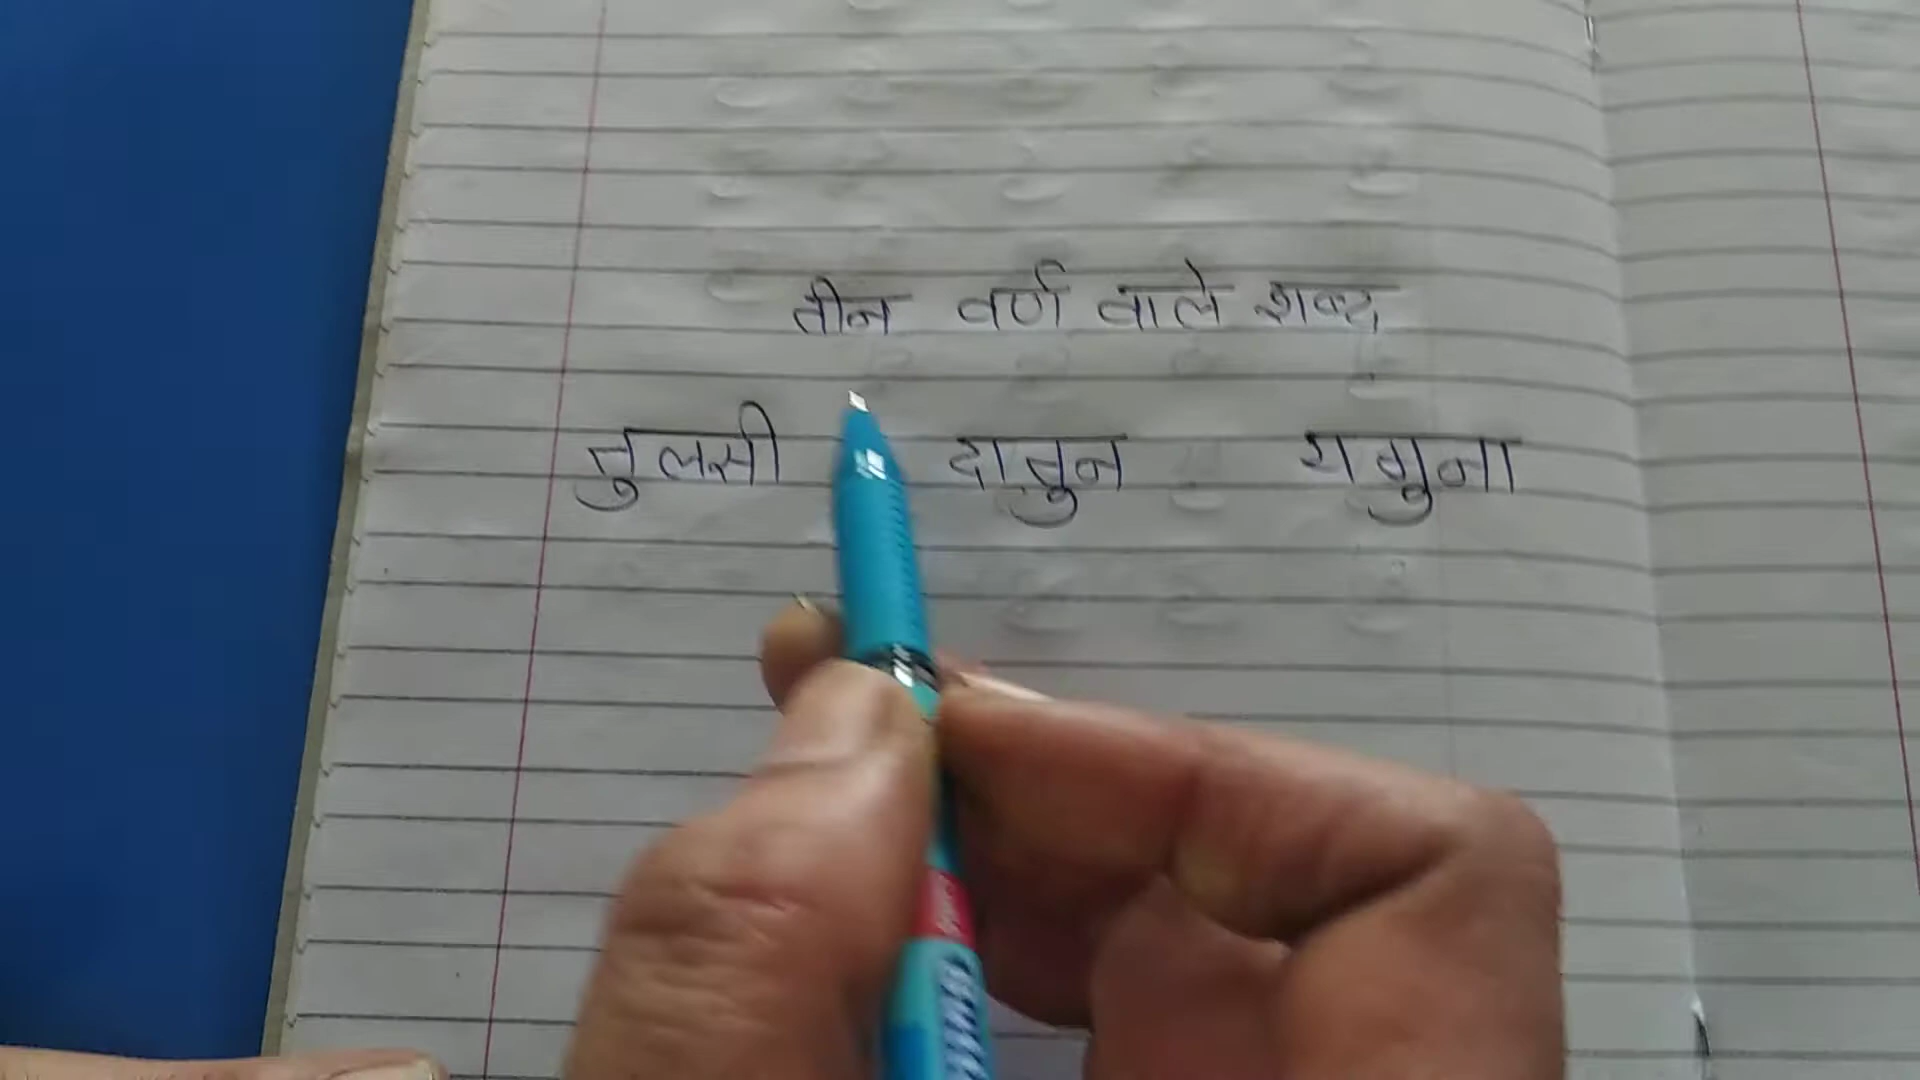 तीन वर्ण वाले शब्द
तुलसी दातुन